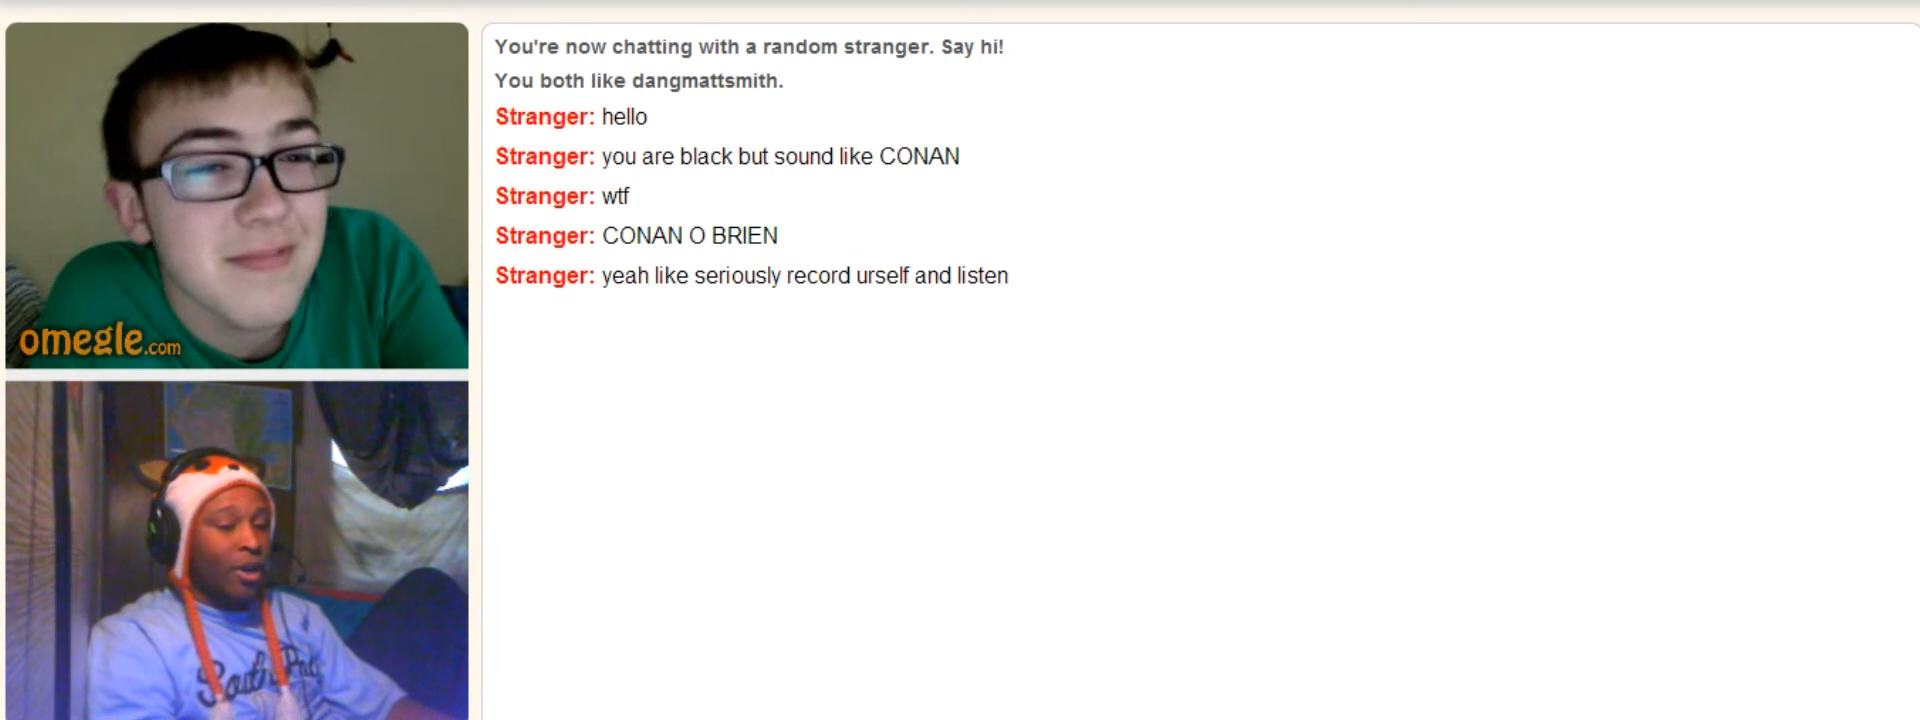 You're now chatting with a random stranger. Say hi!
You both like dangmattsmith.
Stranger: hello
Stranger: you are black but sound like CONAN
Stranger: wtf
Stranger: CONAN O BRIEN
Stranger: yeah like seriously record urself and listen
omegle.com
South Pole